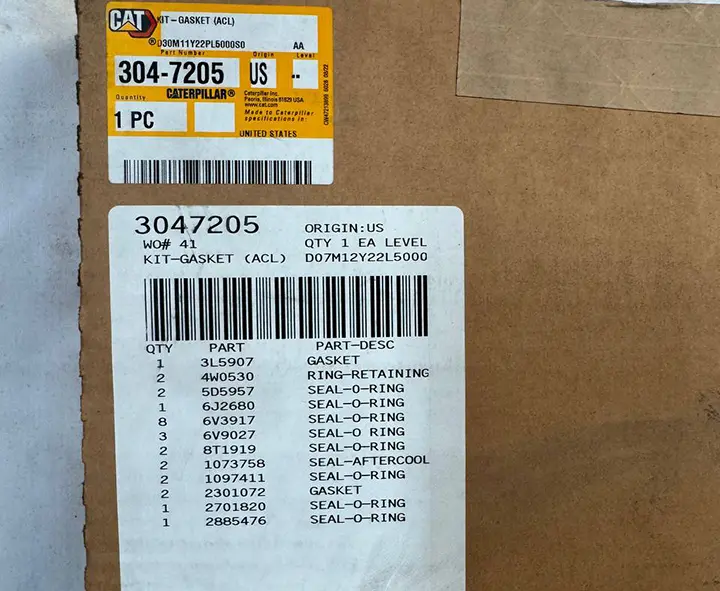 CAT
KIT-GASKET (ACL)
®D30M11Y22PL5000S0 AA
Part Number Origin Level
304-7205 US --
Quantity CATERPILLAR® Caterpillar Inc.
Peoria, Illinois 61629 USA
www.cat.com
1 PC Made to Caterpillar
specifications in
UNITED STATES
3047205 ORIGIN:US
WO# 41 QTY 1 EA LEVEL
KIT-GASKET (ACL) D07M12Y22L5000
QTY PART PART-DESC
1 3L5907 GASKET
2 4W0530 RING-RETAINING
2 5D5957 SEAL-O-RING
1 6J2680 SEAL-O-RING
8 6V3917 SEAL-O-RING
3 6V9027 SEAL-O RING
2 8T1919 SEAL-O-RING
2 1073758 SEAL-AFTERCOOL
2 1097411 SEAL-O-RING
2 2301072 GASKET
1 2701820 SEAL-O-RING
1 2885476 SEAL-O-RING